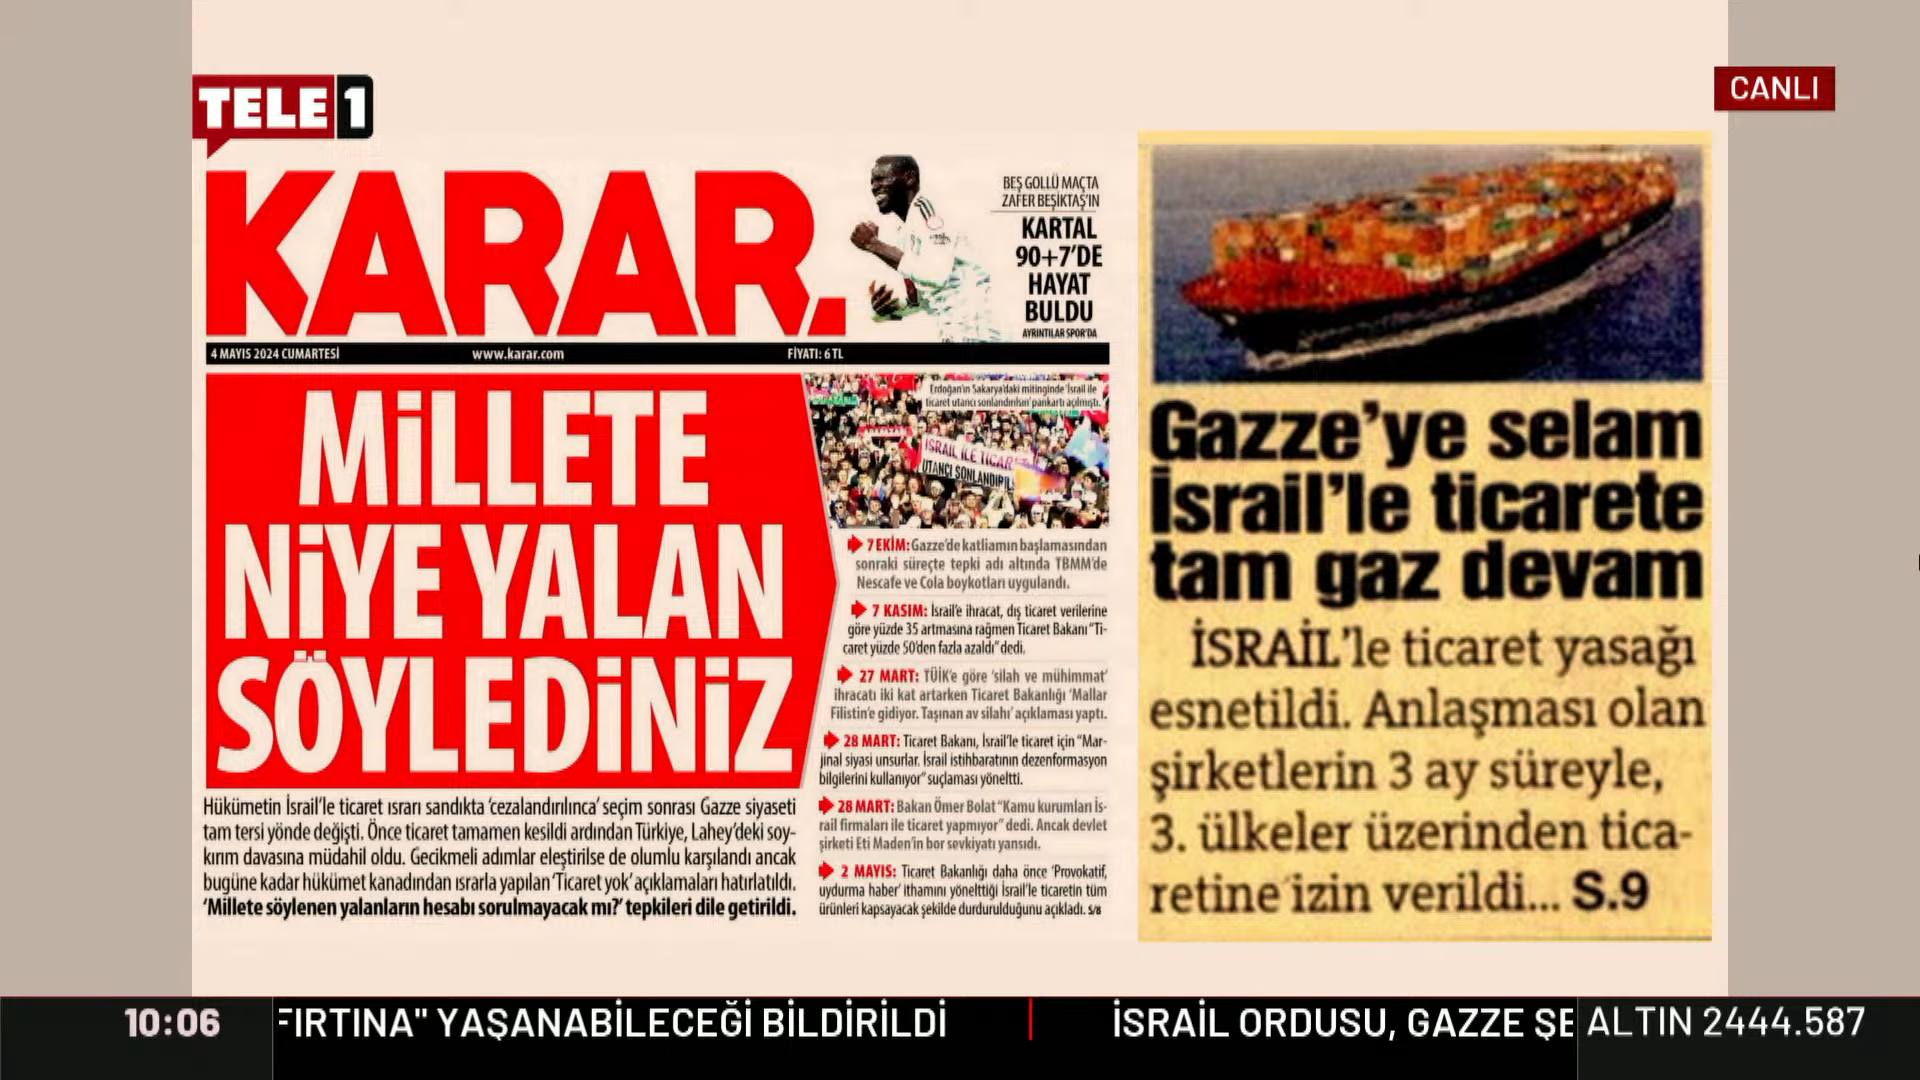 TELE1
CANLI
KARAR.
BEŞ GOLLÜ MAÇTA
ZAFER BEŞİKTAŞ'IN
KARTAL
90+7'DE
HAYAT
BULDU
AYRINTILAR SPOR'DA
4 MAYIS 2024 CUMARTESİ www.karar.com FİYATI: 6 TL
MiLLETE
NiYE YALAN
SÖYLEDiNiZ
Hükümetin İsrail'le ticaret ısrarı sandıkta 'cezalandırılınca' seçim sonrası Gazze siyaseti
tam tersi yönde değişti. Önce ticaret tamamen kesildi ardından Türkiye, Lahey'deki soy-
kırım davasına müdahil oldu. Gecikmeli adımlar eleştirilse de olumlu karşılandı ancak
bugüne kadar hükümet kanadından ısrarla yapılan 'Ticaret yok' açıklamaları hatırlatıldı.
'Millete söylenen yalanların hesabı sorulmayacak mı?' tepkileri dile getirildi.
Erdoğan'ın Sakarya'daki mitinginde 'İsrail ile
ticaret utancı sonlandırılsın' pankartı açılmıştı.
İSRAİL İLE TİCARET
UTANCI SONLANDIRIL
7 EKİM: Gazze'de katliamın başlamasından
sonraki süreçte tepki adı altında TBMM'de
Nescafe ve Cola boykotları uygulandı.
7 KASIM: İsrail'e ihracat, dış ticaret verilerine
göre yüzde 35 artmasına rağmen Ticaret Bakanı "Ti-
caret yüzde 50'den fazla azaldı" dedi.
27 MART: TÜİK'e göre 'silah ve mühimmat'
ihracatı iki kat artarken Ticaret Bakanlığı 'Mallar
Filistin'e gidiyor. Taşınan av silahı' açıklaması yaptı.
28 MART: Ticaret Bakanı, İsrail'le ticaret için "Mar-
jinal siyasi unsurlar. İsrail istihbaratının dezenformasyon
bilgilerini kullanıyor" suçlaması yöneltti.
28 MART: Bakan Ömer Bolat "Kamu kurumları İs-
rail firmaları ile ticaret yapmıyor" dedi. Ancak devlet
şirketi Eti Maden'in bor sevkiyatı yansıdı.
2 MAYIS: Ticaret Bakanlığı daha önce 'Provokatif,
uydurma haber' ithamını yönelttiği İsrail'le ticaretin tüm
ürünleri kapsayacak şekilde durdurulduğunu açıkladı. S/8
Gazze'ye selam
İsrail'le ticarete
tam gaz devam
İSRAİL'le ticaret yasağı
esnetildi. Anlaşması olan
şirketlerin 3 ay süreyle,
3. ülkeler üzerinden tica-
retine izin verildi... S.9
10:06 FIRTINA" YAŞANABİLECEĞİ BİLDİRİLDİ | İSRAİL ORDUSU, GAZZE ŞE ALTIN 2444.587